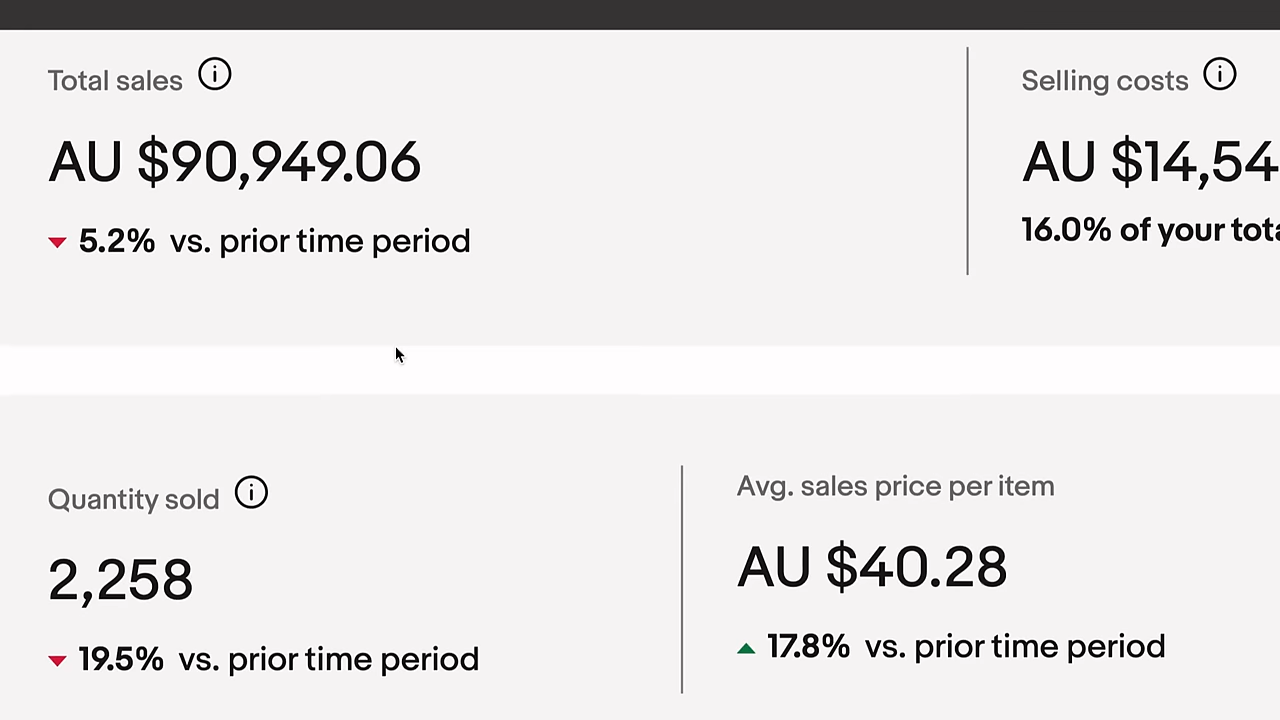 Total sales
AU $90,949.06
5.2% vs. prior time period
Selling costs
AU $14,54
16.0% of your tota
Quantity sold
2,258
19.5% vs. prior time period
Avg. sales price per item
AU $40.28
17.8% vs. prior time period